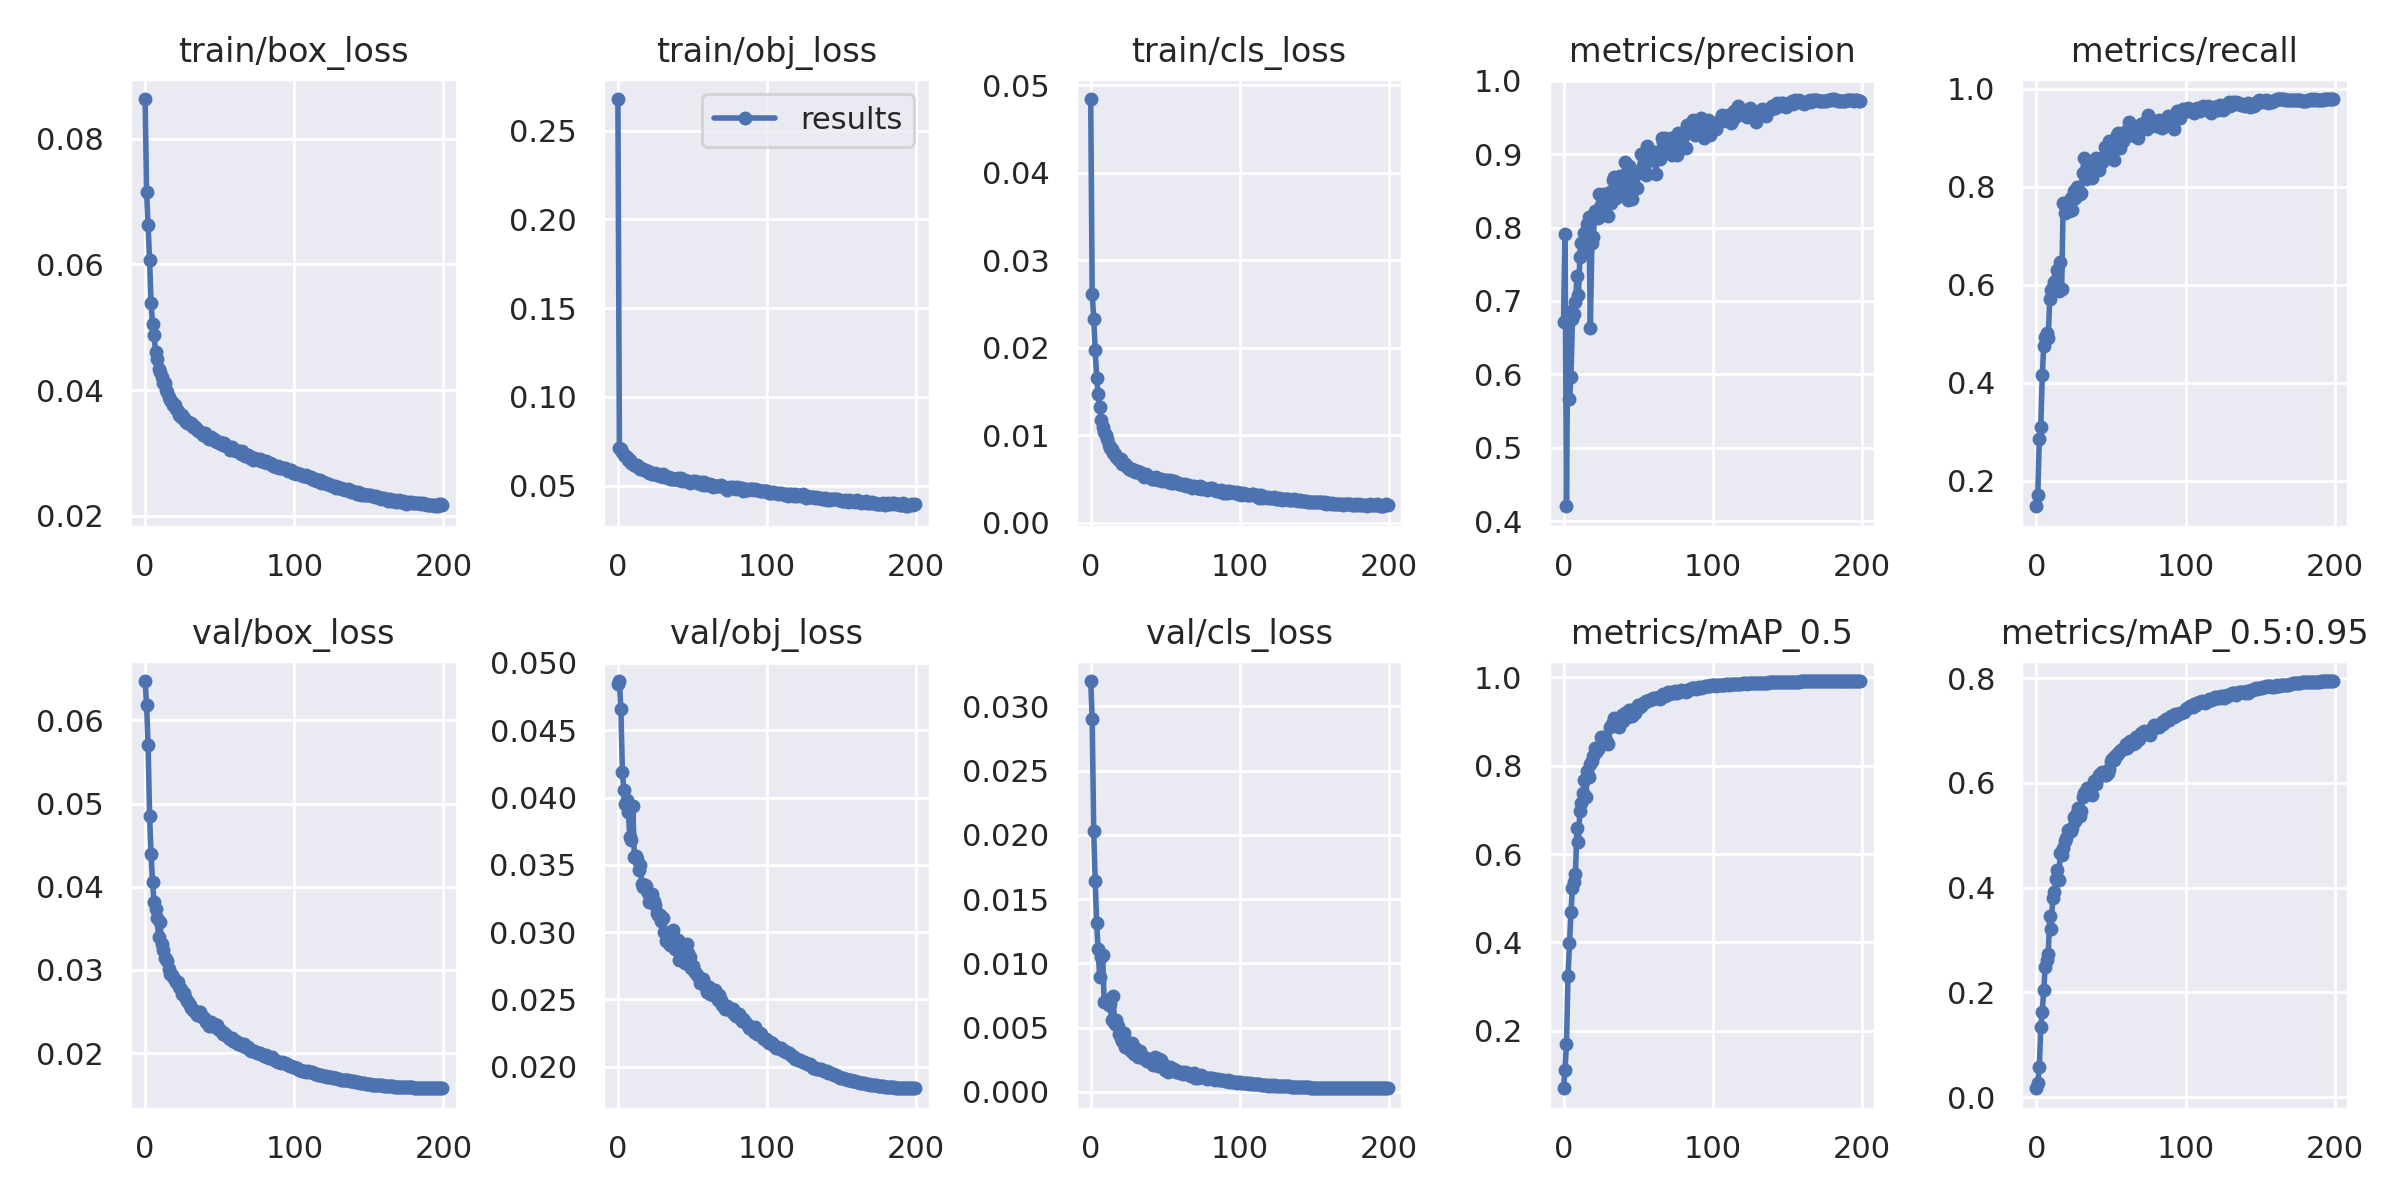 train/box_loss
0.08
0.06
0.04
0.02
0 100 200
train/obj_loss
results
0.25
0.20
0.15
0.10
0.05
0 100 200
train/cls_loss
0.05
0.04
0.03
0.02
0.01
0.00
0 100 200
metrics/precision
1.0
0.9
0.8
0.7
0.6
0.5
0.4
0 100 200
metrics/recall
1.0
0.8
0.6
0.4
0.2
0 100 200
val/box_loss
0.06
0.05
0.04
0.03
0.02
0 100 200
val/obj_loss
0.050
0.045
0.040
0.035
0.030
0.025
0.020
0 100 200
val/cls_loss
0.030
0.025
0.020
0.015
0.010
0.005
0.000
0 100 200
metrics/mAP_0.5
1.0
0.8
0.6
0.4
0.2
0 100 200
metrics/mAP_0.5:0.95
0.8
0.6
0.4
0.2
0.0
0 100 200